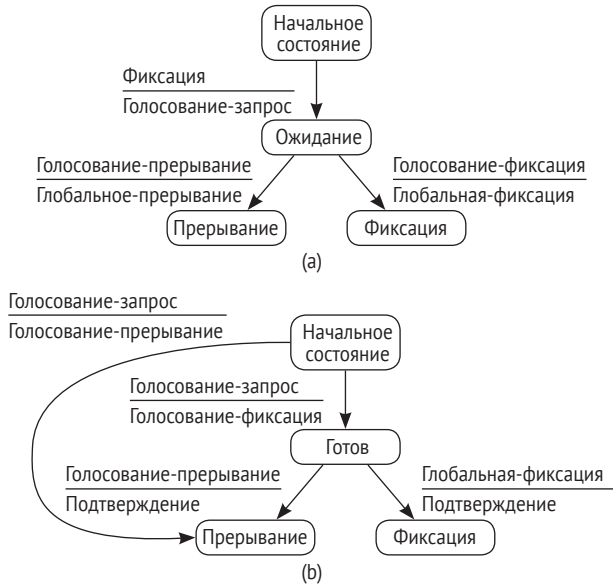 Начальное
состояние
Фиксация
Голосование-запрос
Ожидание
Голосование-прерывание
Глобальное-прерывание
Голосование-фиксация
Глобальная-фиксация
Прерывание
Фиксация
(a)
Голосование-запрос
Голосование-прерывание
Начальное
состояние
Голосование-запрос
Голосование-фиксация
Готов
Голосование-прерывание
Подтверждение
Глобальная-фиксация
Подтверждение
Прерывание
Фиксация
(b)